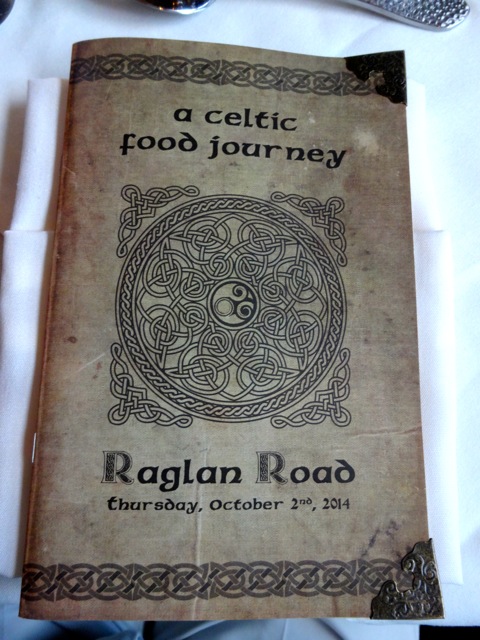 a celtic
food journey
Raglan Road
Thursday, October 2nd, 2014